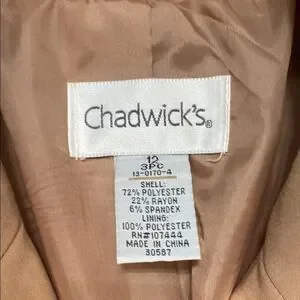 Chadwick's®
12
3PC
13-0170-4
SHELL:
72% POLYESTER
22% RAYON
6% SPANDEX
LINING:
100% POLYESTER
RN#107444
MADE IN CHINA
30587